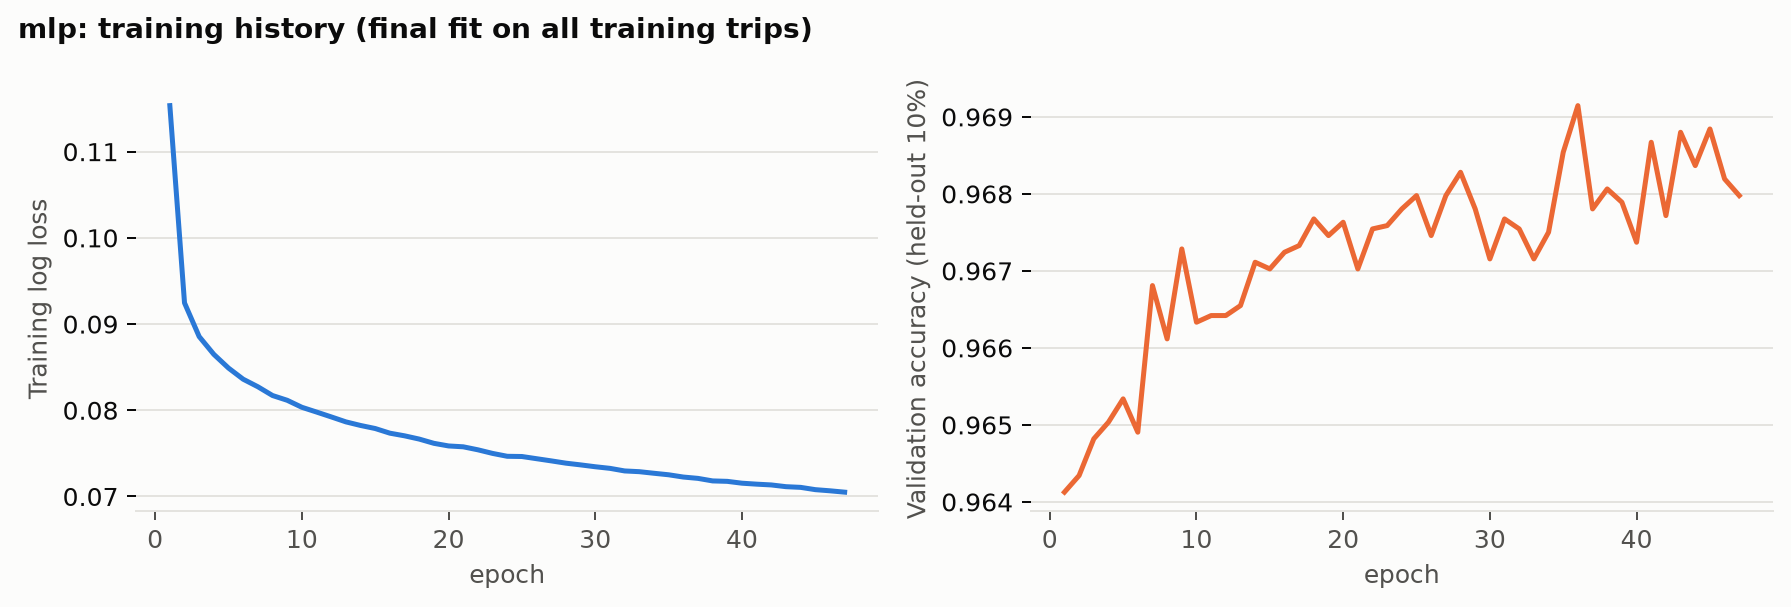 mlp: training history (final fit on all training trips)
Training log loss
0.11
0.10
0.09
0.08
0.07
0 10 20 30 40
epoch
Validation accuracy (held-out 10%)
0.969
0.968
0.967
0.966
0.965
0.964
0 10 20 30 40
epoch